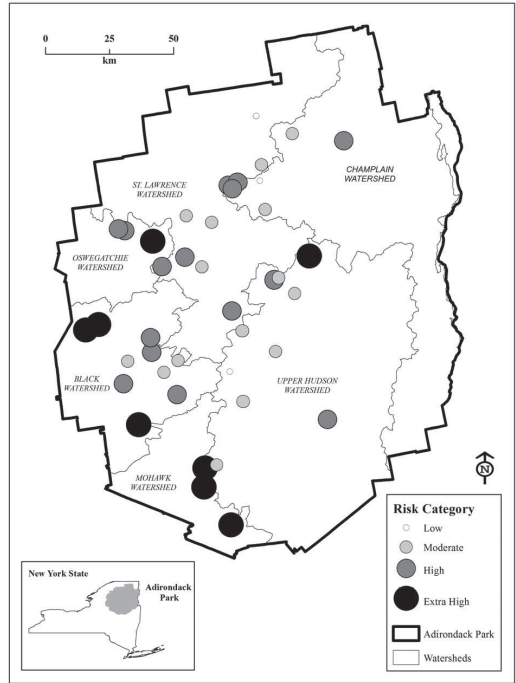 0 25 50
km
CHAMPLAIN
WATERSHED
ST. LAWRENCE
WATERSHED
OSWEGATCHIE
WATERSHED
BLACK
WATERSHED
UPPER HUDSON
WATERSHED
MOHAWK
WATERSHED
N
Risk Category
Low
Moderate
High
Extra High
Adirondack Park
Watersheds
New York State
Adirondack
Park